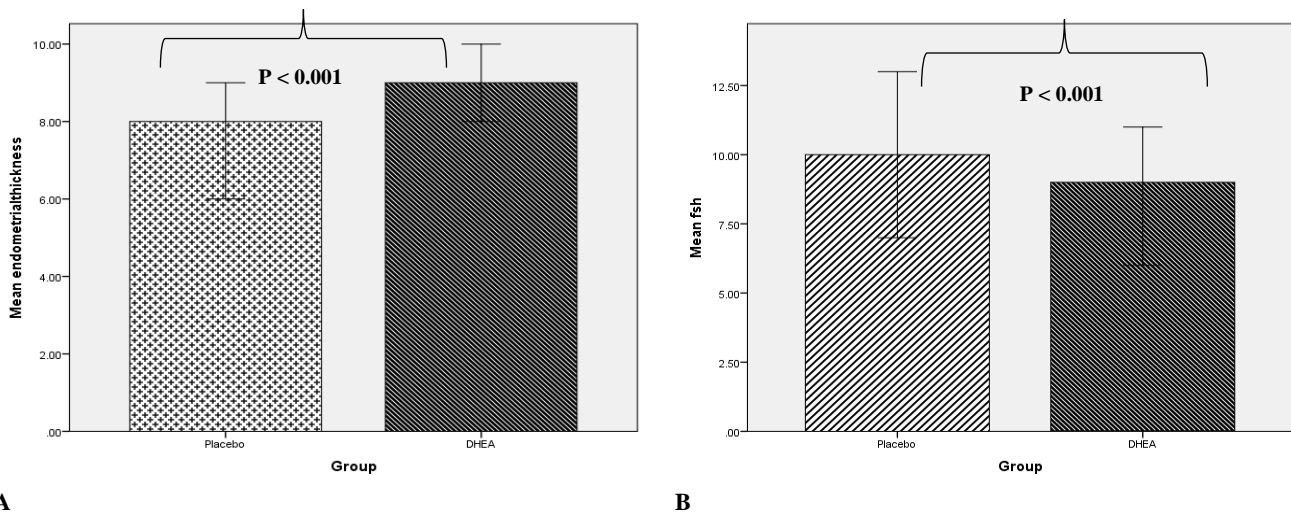 10.00
8.00
6.00
4.00
2.00
.00
Mean endometrialthickness
P < 0.001
Placebo
DHEA
Group
A
12.50
10.00
7.50
5.00
2.50
.00
Mean fsh
P < 0.001
Placebo
DHEA
Group
B